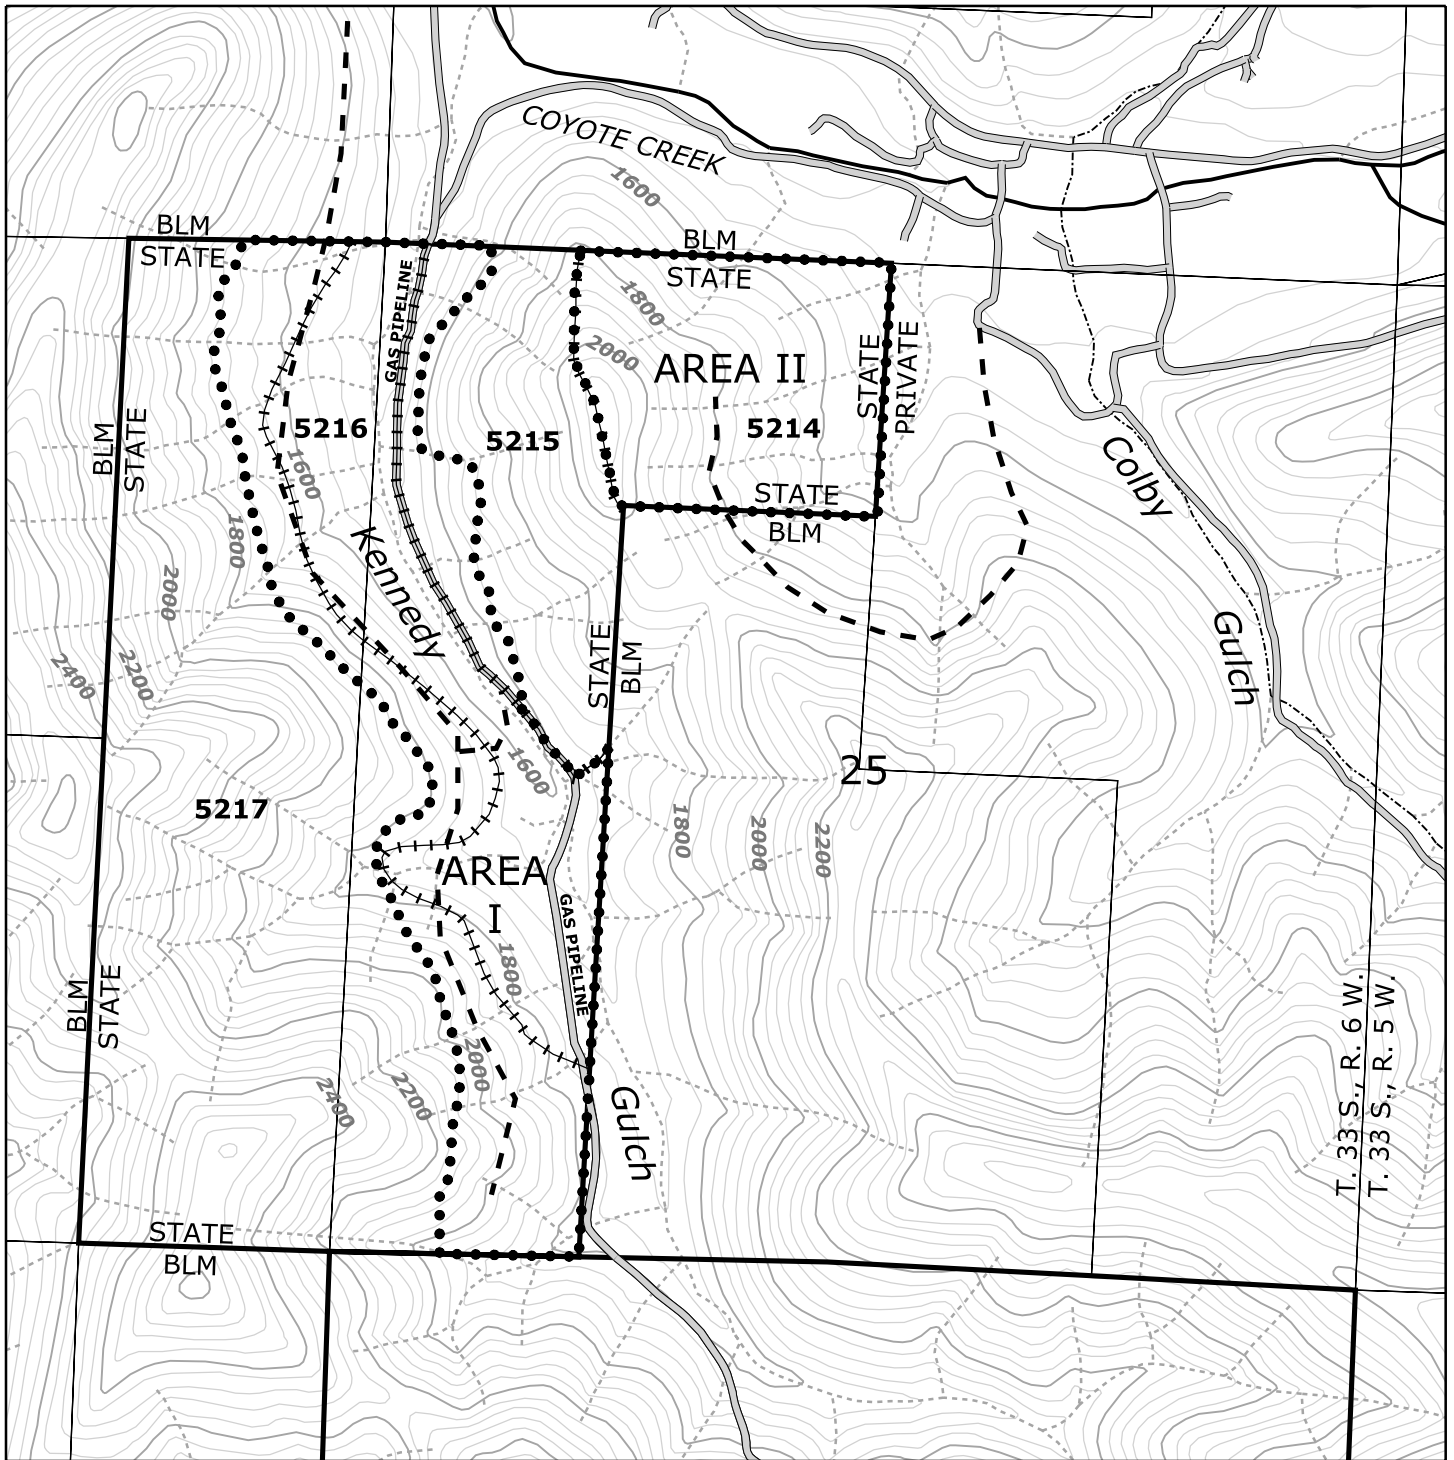 COYOTE CREEK
1600
BLM
STATE
BLM
STATE
GAS PIPELINE
1800
2000
AREA II
STATE
PRIVATE
5216
5215
5214
BLM
STATE
1600
STATE
BLM
Colby
1800
2000
Kennedy
Gulch
2400
2200
STATE
BLM
1600
25
5217
1800
2000
2200
AREA
I
GAS PIPELINE
1800
BLM
STATE
2000
2400
2200
Gulch
T. 33 S., R. 6 W.
T. 33 S., R. 5 W.
STATE
BLM